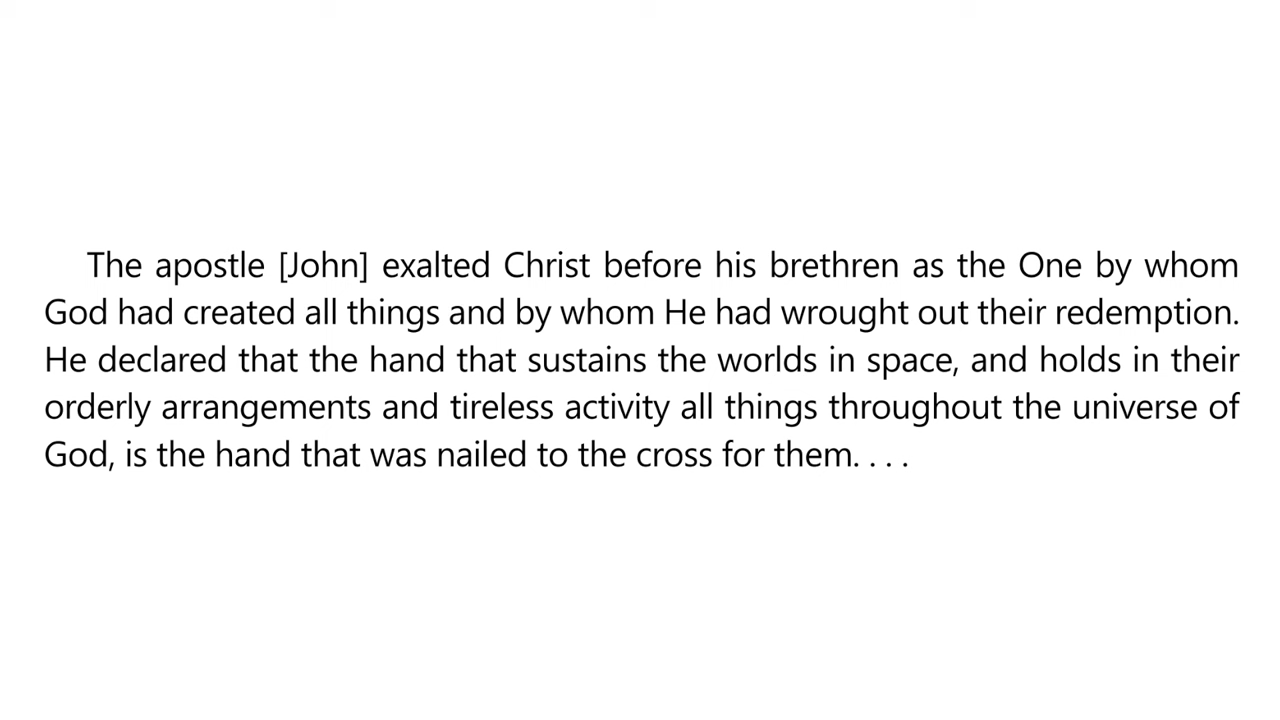 The apostle [John] exalted Christ before his brethren as the One by whom
God had created all things and by whom He had wrought out their redemption.
He declared that the hand that sustains the worlds in space, and holds in their
orderly arrangements and tireless activity all things throughout the universe of
God, is the hand that was nailed to the cross for them. . . .